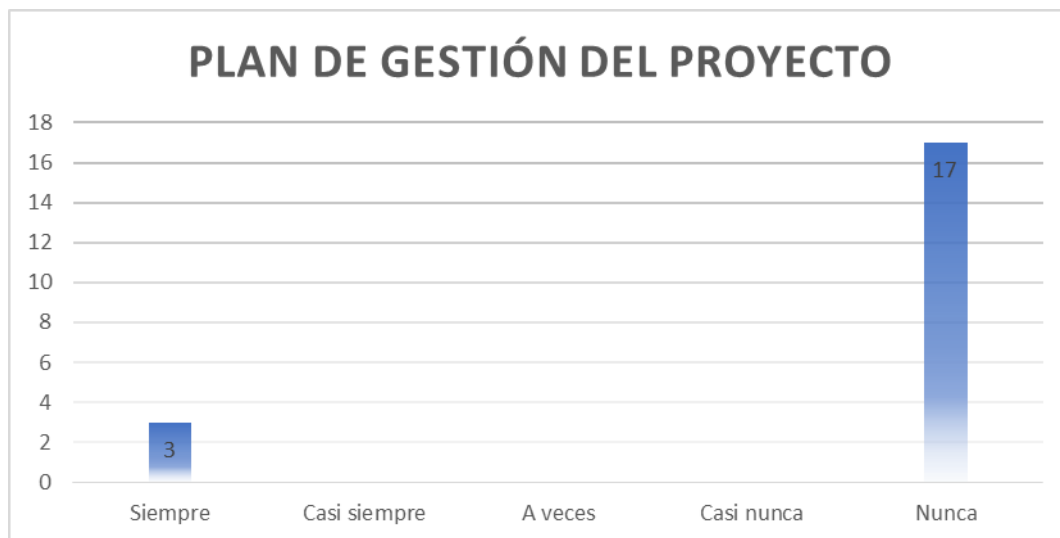 PLAN DE GESTIÓN DEL PROYECTO
18
16
14
12
10
8
6
4
2
0
3
17
Siempre
Casi siempre
A veces
Casi nunca
Nunca